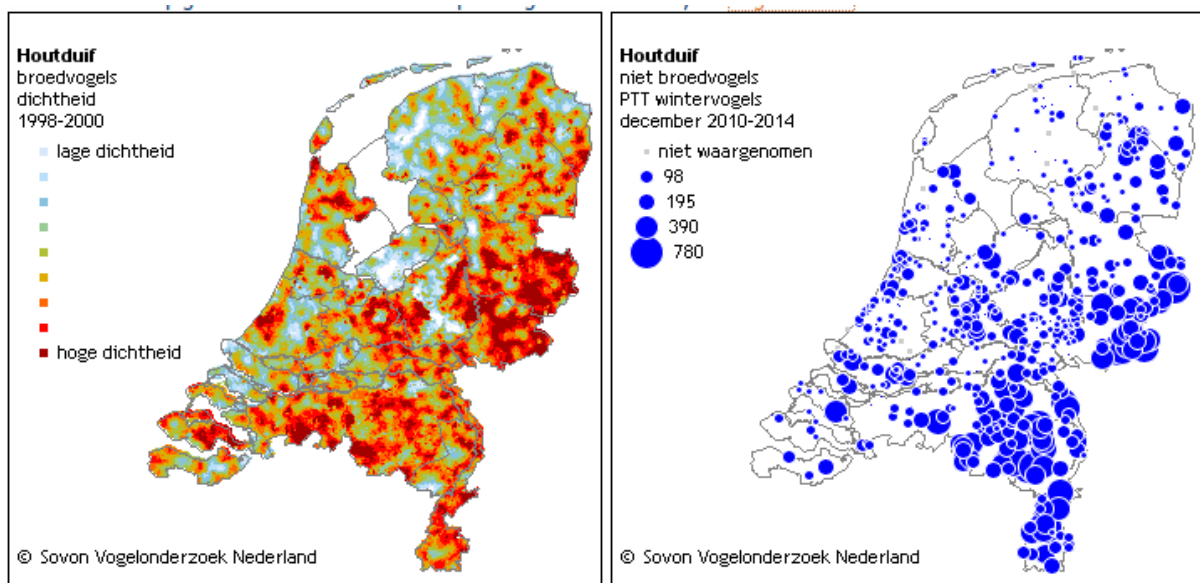 Houtduif
broedvogels
dichtheid
1998-2000
lage dichtheid
hoge dichtheid
© Sovon Vogelonderzoek Nederland
Houtduif
niet broedvogels
PTT wintervogels
december 2010-2014
niet waargenomen
98
195
390
780
© Sovon Vogelonderzoek Nederland